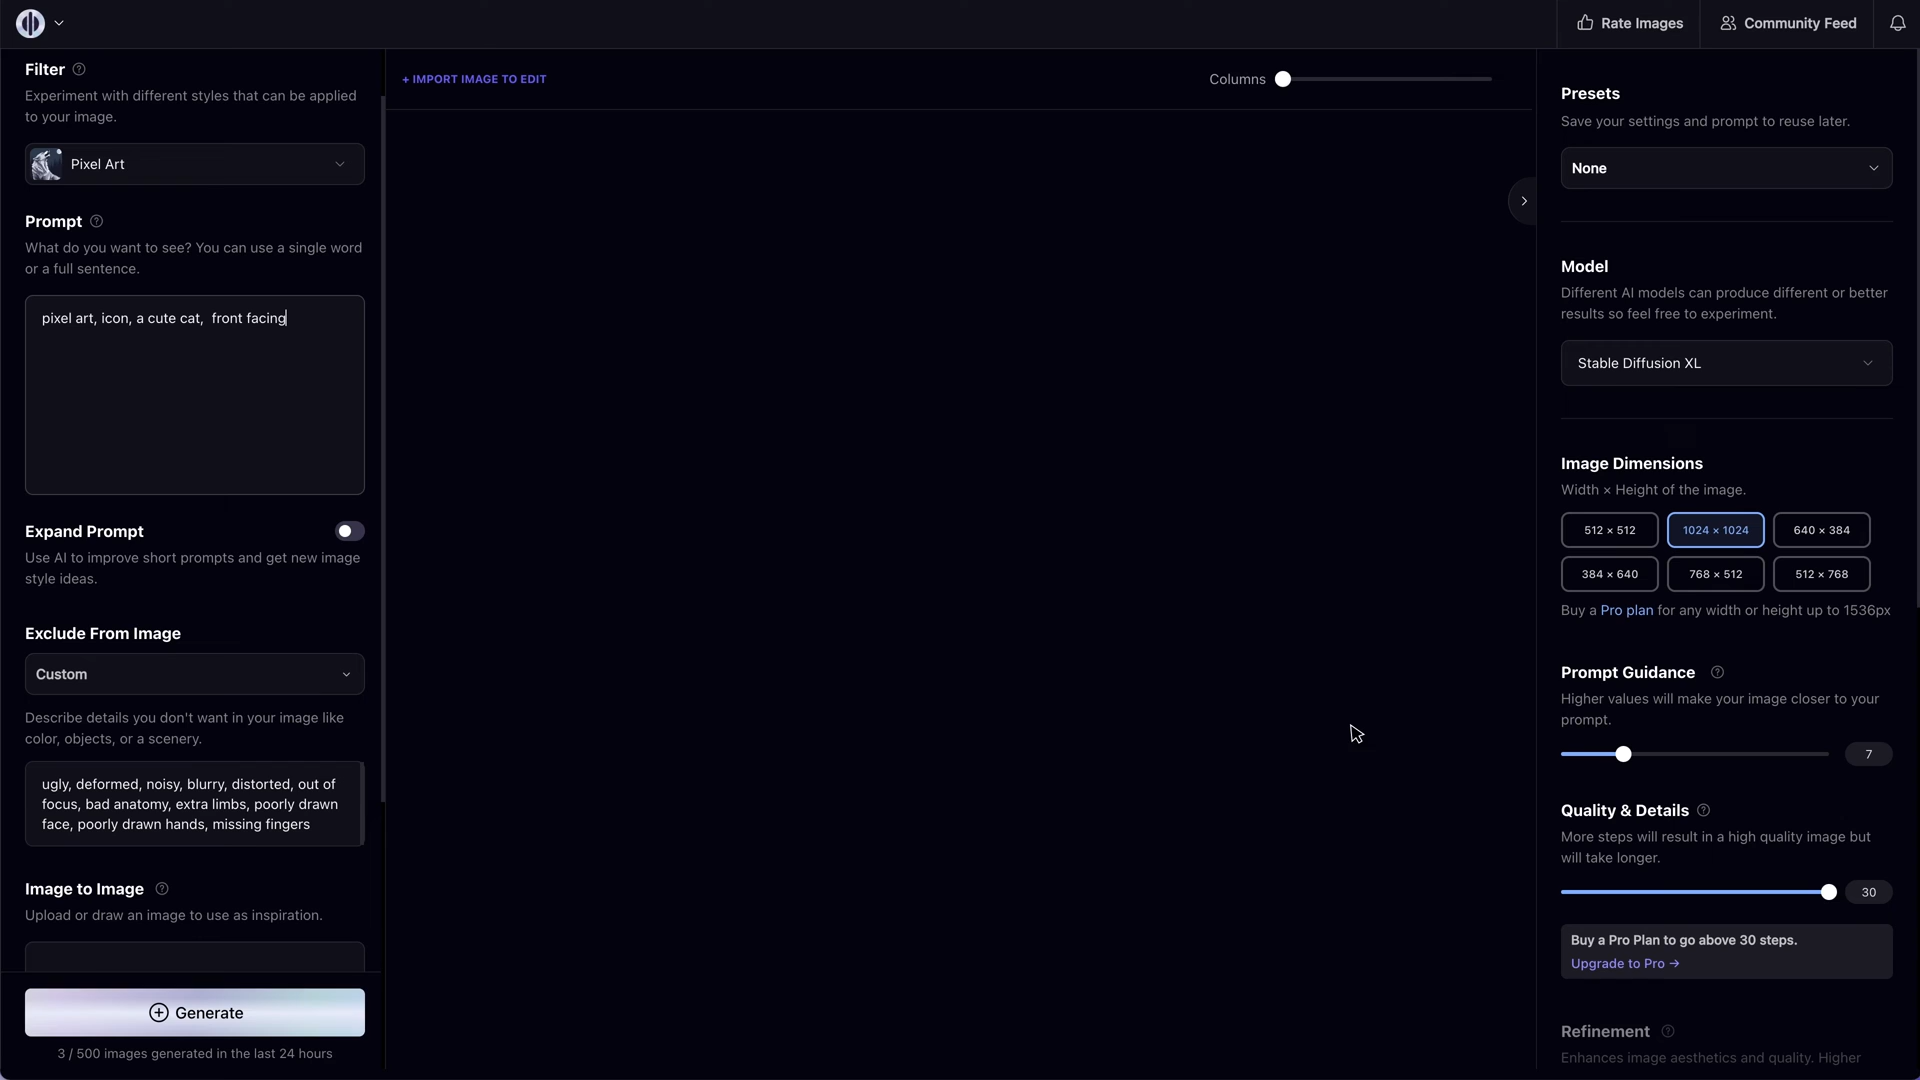 Rate Images
Community Feed
Filter
Experiment with different styles that can be applied
to your image.
Pixel Art
Prompt
What do you want to see? You can use a single word
or a full sentence.
pixel art, icon, a cute cat,  front facing
Expand Prompt
Use AI to improve short prompts and get new image
style ideas.
Exclude From Image
Custom
Describe details you don't want in your image like
color, objects, or a scenery.
ugly, deformed, noisy, blurry, distorted, out of
focus, bad anatomy, extra limbs, poorly drawn
face, poorly drawn hands, missing fingers
Image to Image
Upload or draw an image to use as inspiration.
Generate
3 / 500 images generated in the last 24 hours
+ IMPORT IMAGE TO EDIT
Columns
Presets
Save your settings and prompt to reuse later.
None
Model
Different AI models can produce different or better
results so feel free to experiment.
Stable Diffusion XL
Image Dimensions
Width × Height of the image.
512 × 512
1024 × 1024
640 × 384
384 × 640
768 × 512
512 × 768
Buy a Pro plan for any width or height up to 1536px
Prompt Guidance
Higher values will make your image closer to your
prompt.
7
Quality & Details
More steps will result in a high quality image but
will take longer.
30
Buy a Pro Plan to go above 30 steps.
Upgrade to Pro →
Refinement
Enhances image aesthetics and quality. Higher